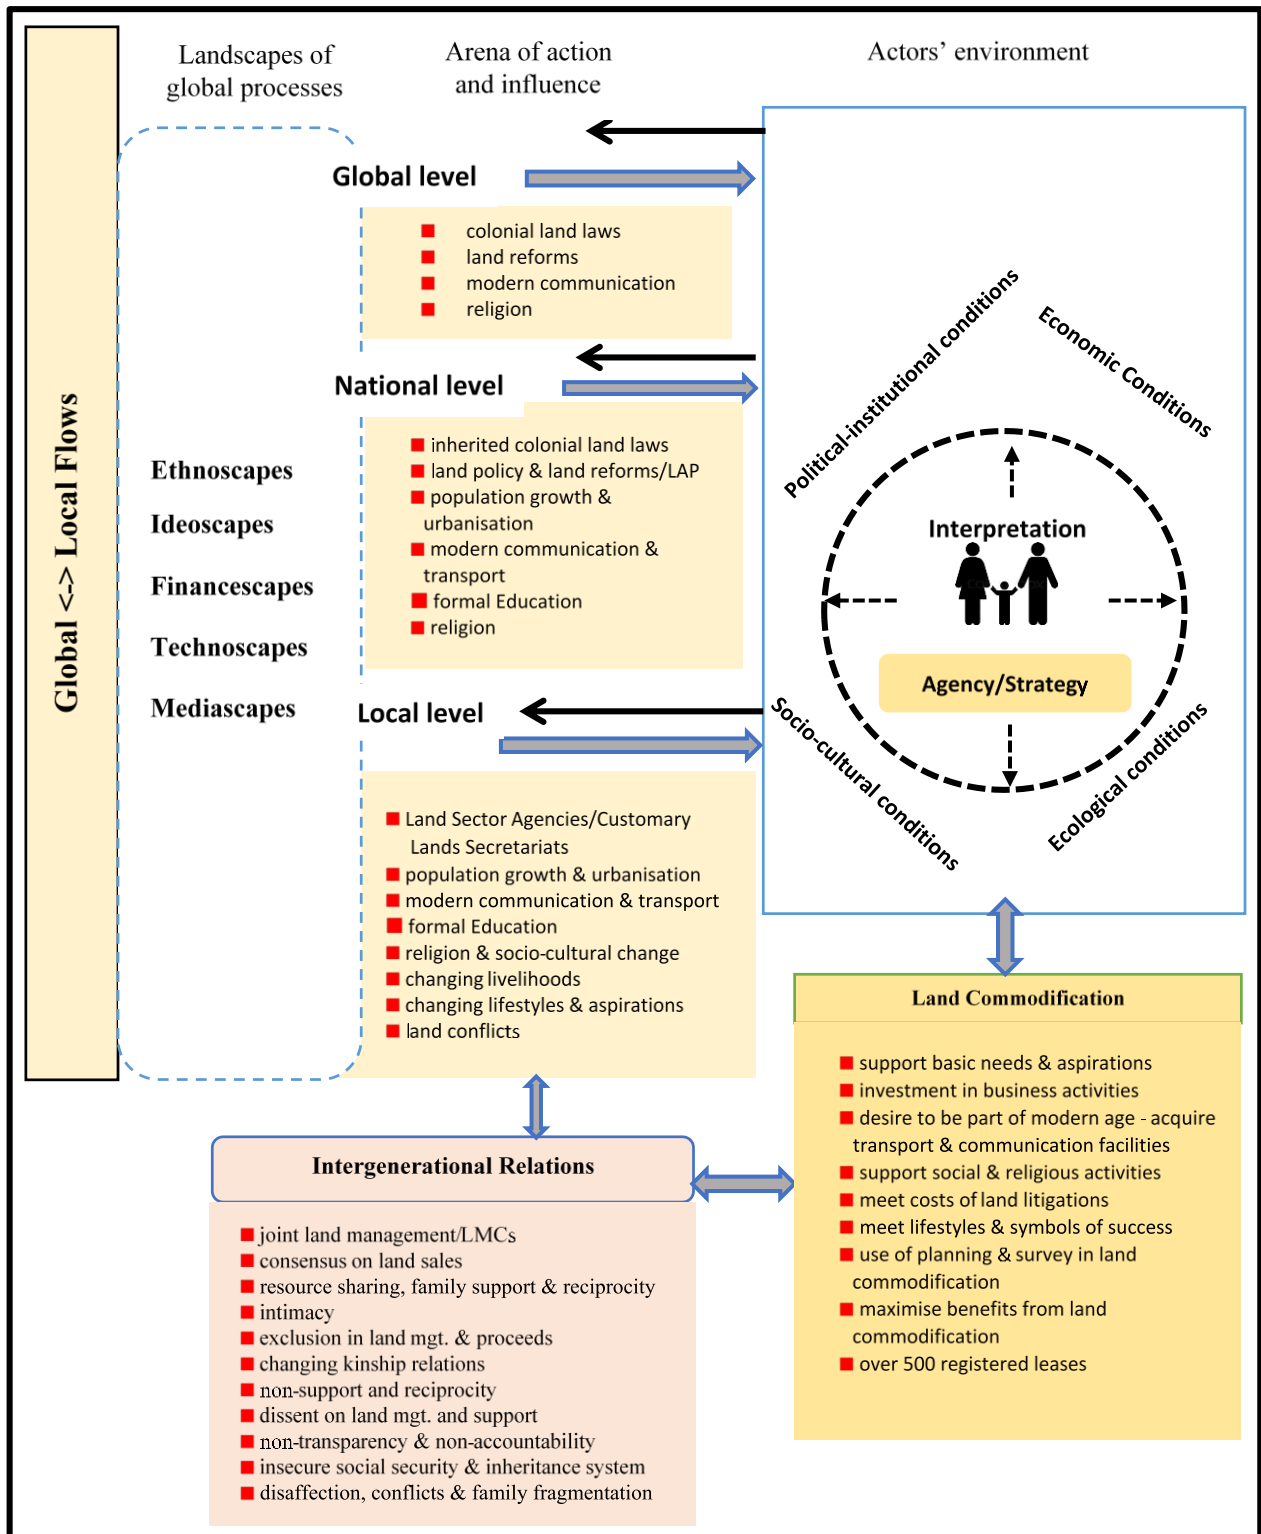 Landscapes of
global processes
Arena of action
and influence
Actors' environment
Global <-> Local Flows
Ethnoscapes
Ideoscapes
Financescapes
Technoscapes
Mediascapes
Global level
■ colonial land laws
■ land reforms
■ modern communication
■ religion
National level
■ inherited colonial land laws
■ land policy & land reforms/LAP
■ population growth &
urbanisation
■ modern communication &
transport
■ formal Education
■ religion
Local level
■ Land Sector Agencies/Customary
Lands Secretariats
■ population growth & urbanisation
■ modern communication & transport
■ formal Education
■ religion & socio-cultural change
■ changing livelihoods
■ changing lifestyles & aspirations
■ land conflicts
Political-institutional conditions
Economic Conditions
Interpretation
Agency/Strategy
Socio-cultural conditions
Ecological conditions
Land Commodification
■ support basic needs & aspirations
■ investment in business activities
■ desire to be part of modern age - acquire
transport & communication facilities
■ support social & religious activities
■ meet costs of land litigations
■ meet lifestyles & symbols of success
■ use of planning & survey in land
commodification
■ maximise benefits from land
commodification
■ over 500 registered leases
Intergenerational Relations
■ joint land management/LMCs
■ consensus on land sales
■ resource sharing, family support & reciprocity
■ intimacy
■ exclusion in land mgt. & proceeds
■ changing kinship relations
■ non-support and reciprocity
■ dissent on land mgt. and support
■ non-transparency & non-accountability
■ insecure social security & inheritance system
■ disaffection, conflicts & family fragmentation